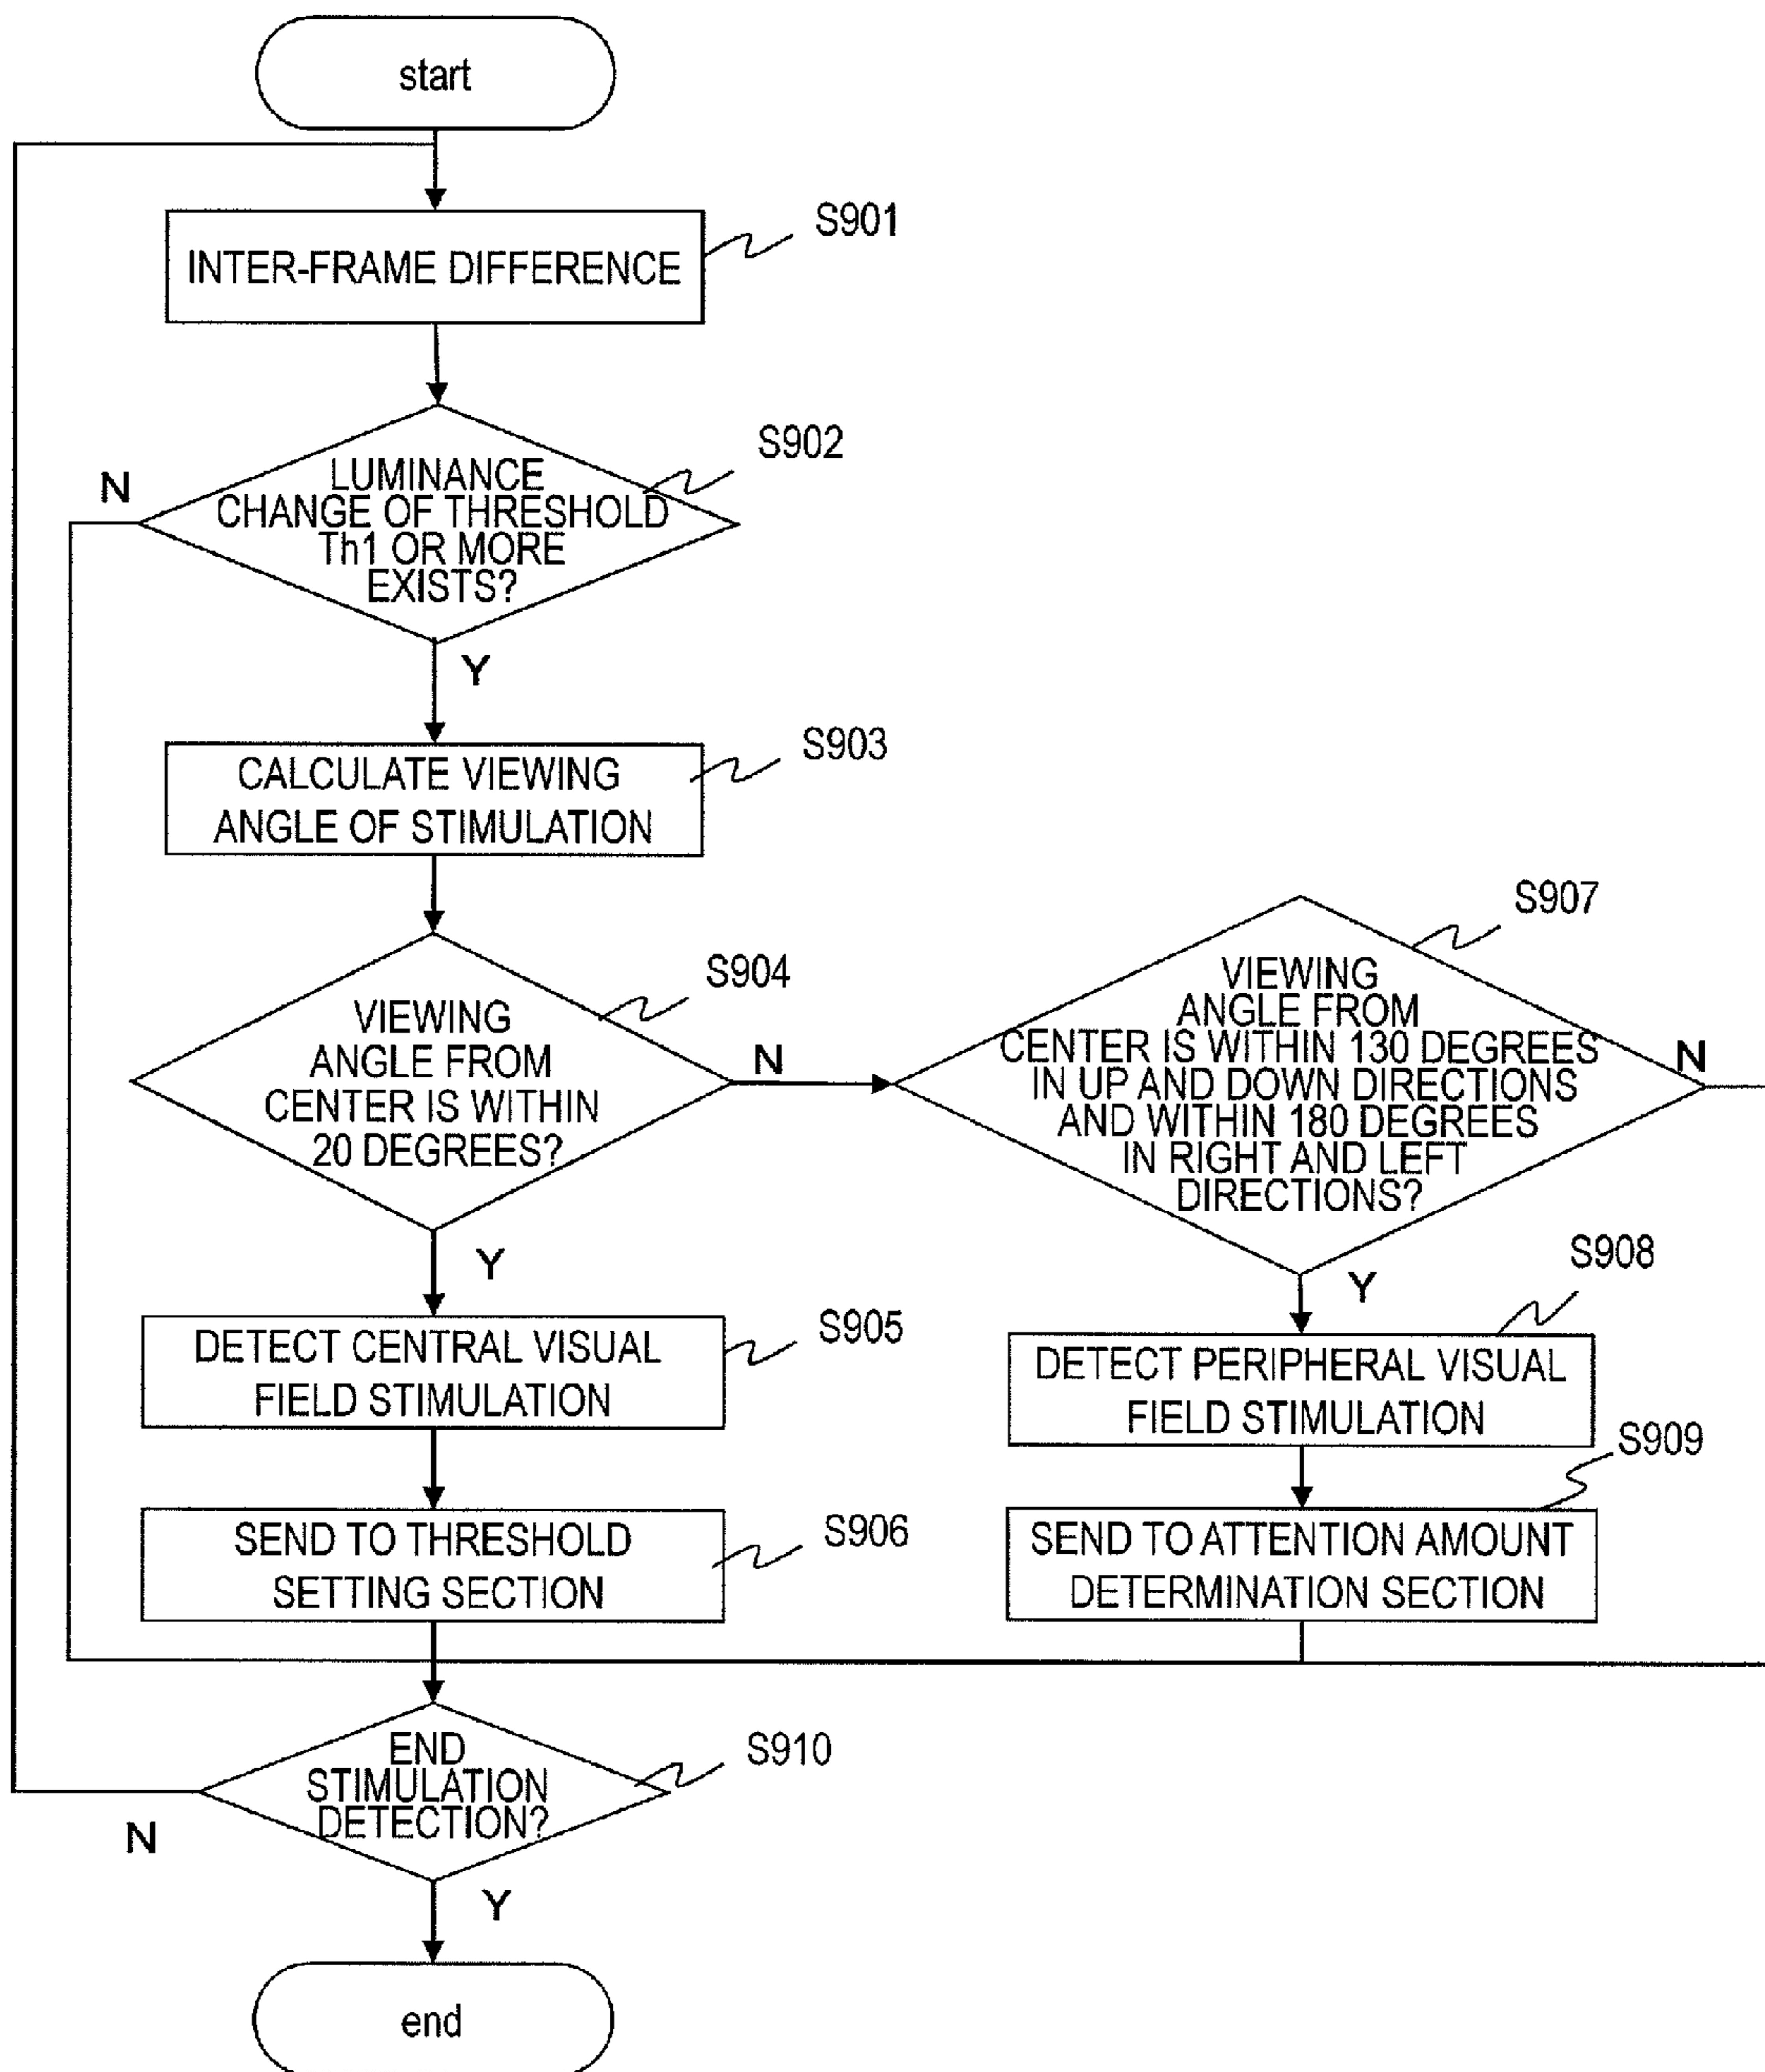 start
S901
INTER-FRAME DIFFERENCE
S902
N
LUMINANCE
CHANGE OF THRESHOLD
Th1 OR MORE
EXISTS?
Y
S903
CALCULATE VIEWING
ANGLE OF STIMULATION
S904
VIEWING
ANGLE FROM
CENTER IS WITHIN
20 DEGREES?
N
Y
S907
VIEWING
ANGLE FROM
CENTER IS WITHIN 130 DEGREES
IN UP AND DOWN DIRECTIONS
AND WITHIN 180 DEGREES
IN RIGHT AND LEFT
DIRECTIONS?
N
Y
S905
DETECT CENTRAL VISUAL
FIELD STIMULATION
S908
DETECT PERIPHERAL VISUAL
FIELD STIMULATION
S906
SEND TO THRESHOLD
SETTING SECTION
S909
SEND TO ATTENTION AMOUNT
DETERMINATION SECTION
S910
END
STIMULATION
DETECTION?
N
Y
end